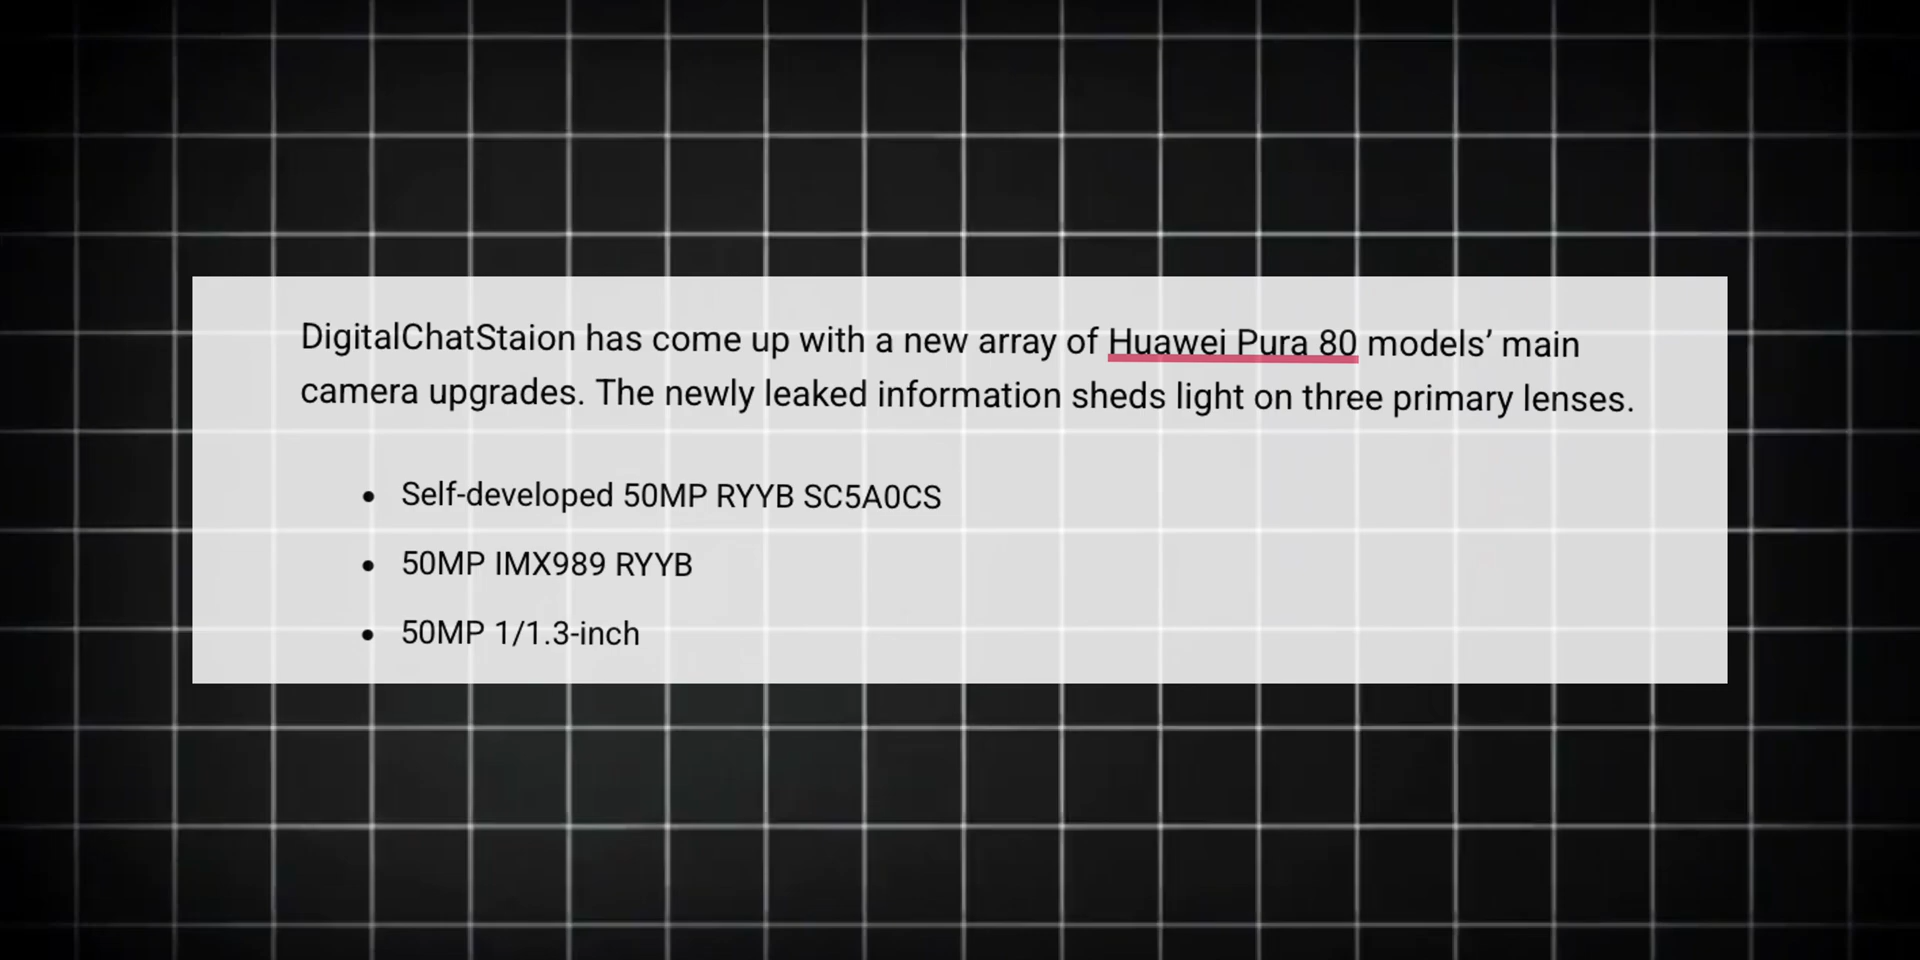 DigitalChatStaion has come up with a new array of Huawei Pura 80 models’ main
camera upgrades. The newly leaked information sheds light on three primary lenses.
• Self-developed 50MP RYYB SC5A0CS
• 50MP IMX989 RYYB
• 50MP 1/1.3-inch